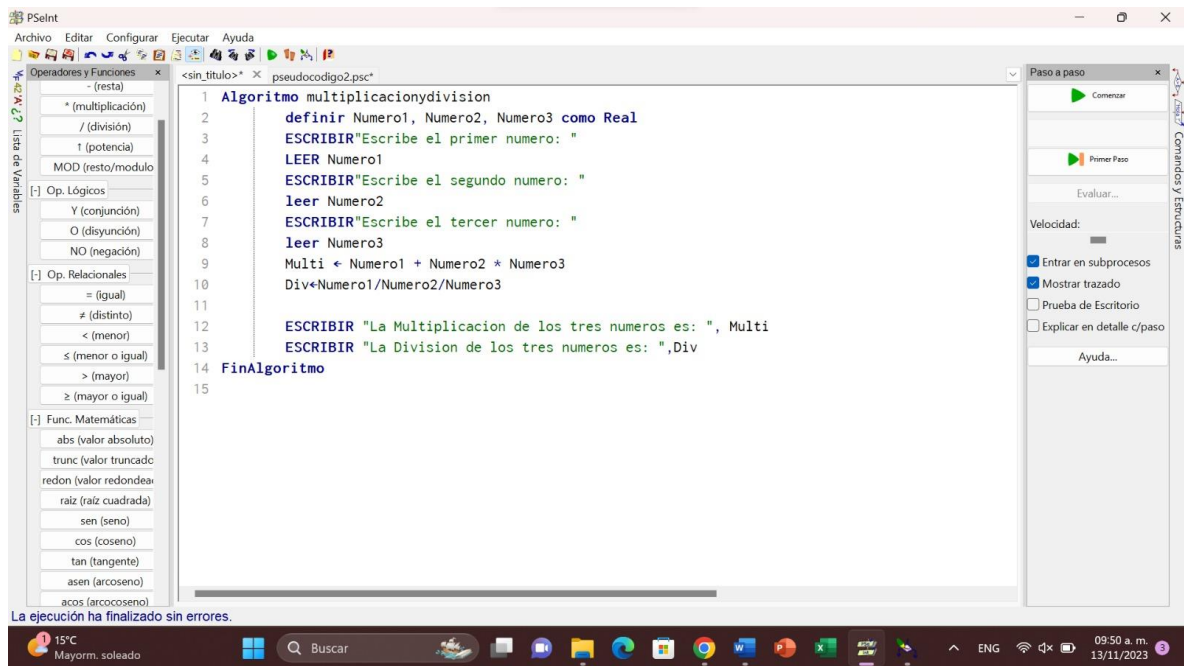 PSeInt
Archivo Editar Configurar Ejecutar Ayuda
Operadores y Funciones
- (resta)
* (multiplicación)
/ (división)
↑ (potencia)
MOD (resto/modulo
[-] Op. Lógicos
Y (conjunción)
O (disyunción)
NO (negación)
[-] Op. Relacionales
= (igual)
≠ (distinto)
< (menor)
≤ (menor o igual)
> (mayor)
≥ (mayor o igual)
[-] Func. Matemáticas
abs (valor absoluto)
trunc (valor truncado
redon (valor redondea
raiz (raíz cuadrada)
sen (seno)
cos (coseno)
tan (tangente)
asen (arcoseno)
acos (arcocoseno)
Lista de Variables
<sin_titulo>* pseudocodigo2.psc*
1 Algoritmo multiplicacionydivision
2 definir Numero1, Numero2, Numero3 como Real
3 ESCRIBIR"Escribe el primer numero: "
4 LEER Numero1
5 ESCRIBIR"Escribe el segundo numero: "
6 leer Numero2
7 ESCRIBIR"Escribe el tercer numero: "
8 leer Numero3
9 Multi ← Numero1 + Numero2 * Numero3
10 Div←Numero1/Numero2/Numero3
11
12 ESCRIBIR "La Multiplicacion de los tres numeros es: ", Multi
13 ESCRIBIR "La Division de los tres numeros es: ",Div
14 FinAlgoritmo
15
Paso a paso
Comenzar
Primer Paso
Evaluar...
Velocidad:
Entrar en subprocesos
Mostrar trazado
Prueba de Escritorio
Explicar en detalle c/paso
Ayuda...
Comandos y Estructuras
La ejecución ha finalizado sin errores.
1
15°C
Mayorm. soleado
Buscar
ENG
09:50 a. m.
13/11/2023
3